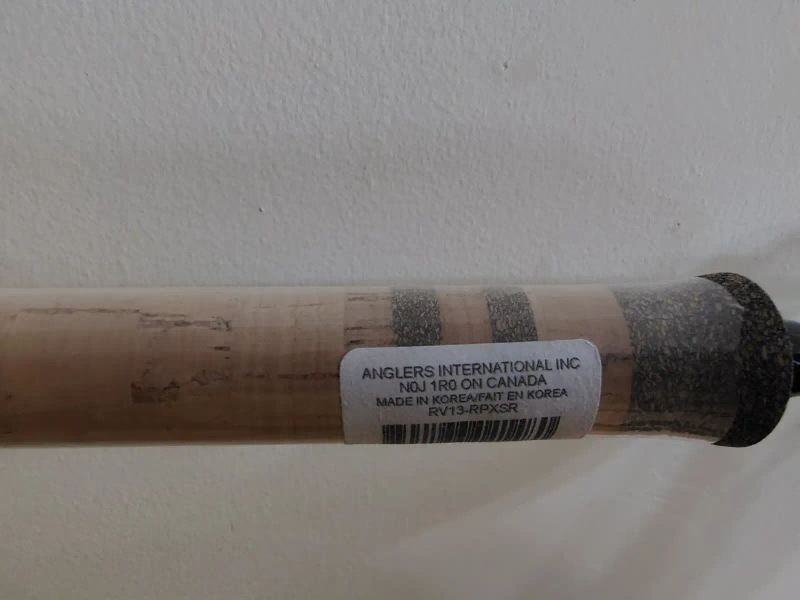 ANGLERS INTERNATIONAL INC
N0J 1R0 ON CANADA
MADE IN KOREA/FAIT EN KOREA
RV13-RPXSR